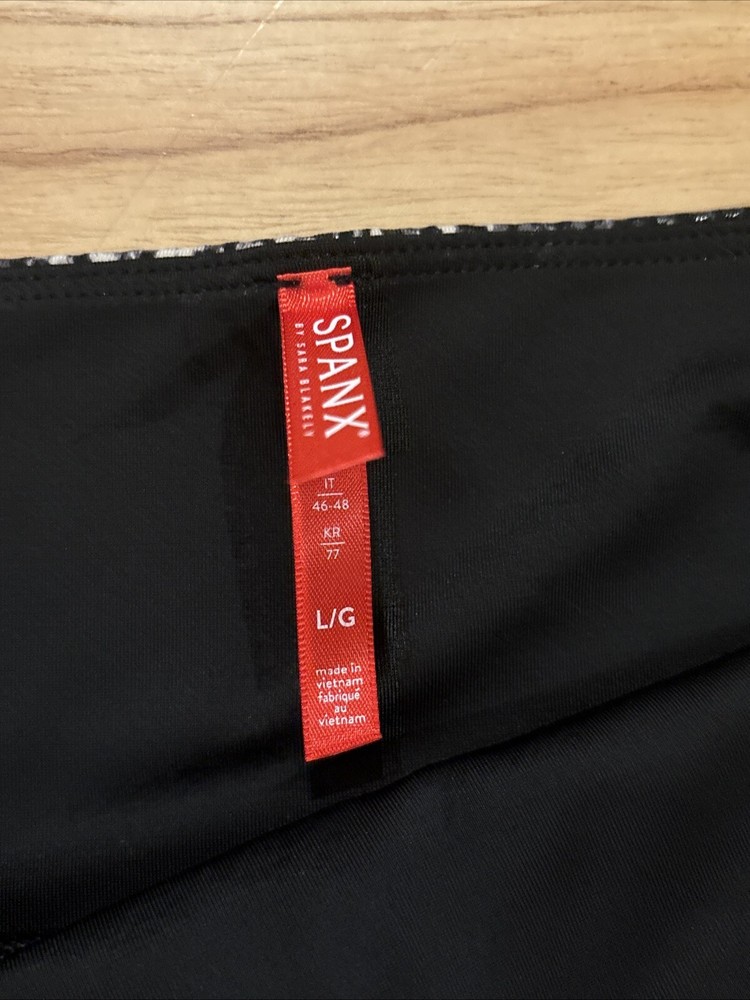 SPANX®
BY SARA BLAKELY
IT
46-48
KR
77
L/G
made in
vietnam
fabriqué
au
vietnam